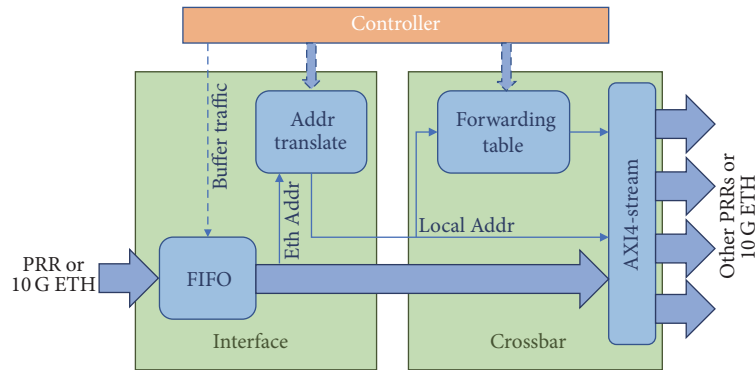 Controller
Buffer traffic
Addr
translate
Forwarding
table
Eth Addr
Local Addr
AXI4-stream
PRR or
10 G ETH
FIFO
Other PRRs or
10 G ETH
Interface
Crossbar